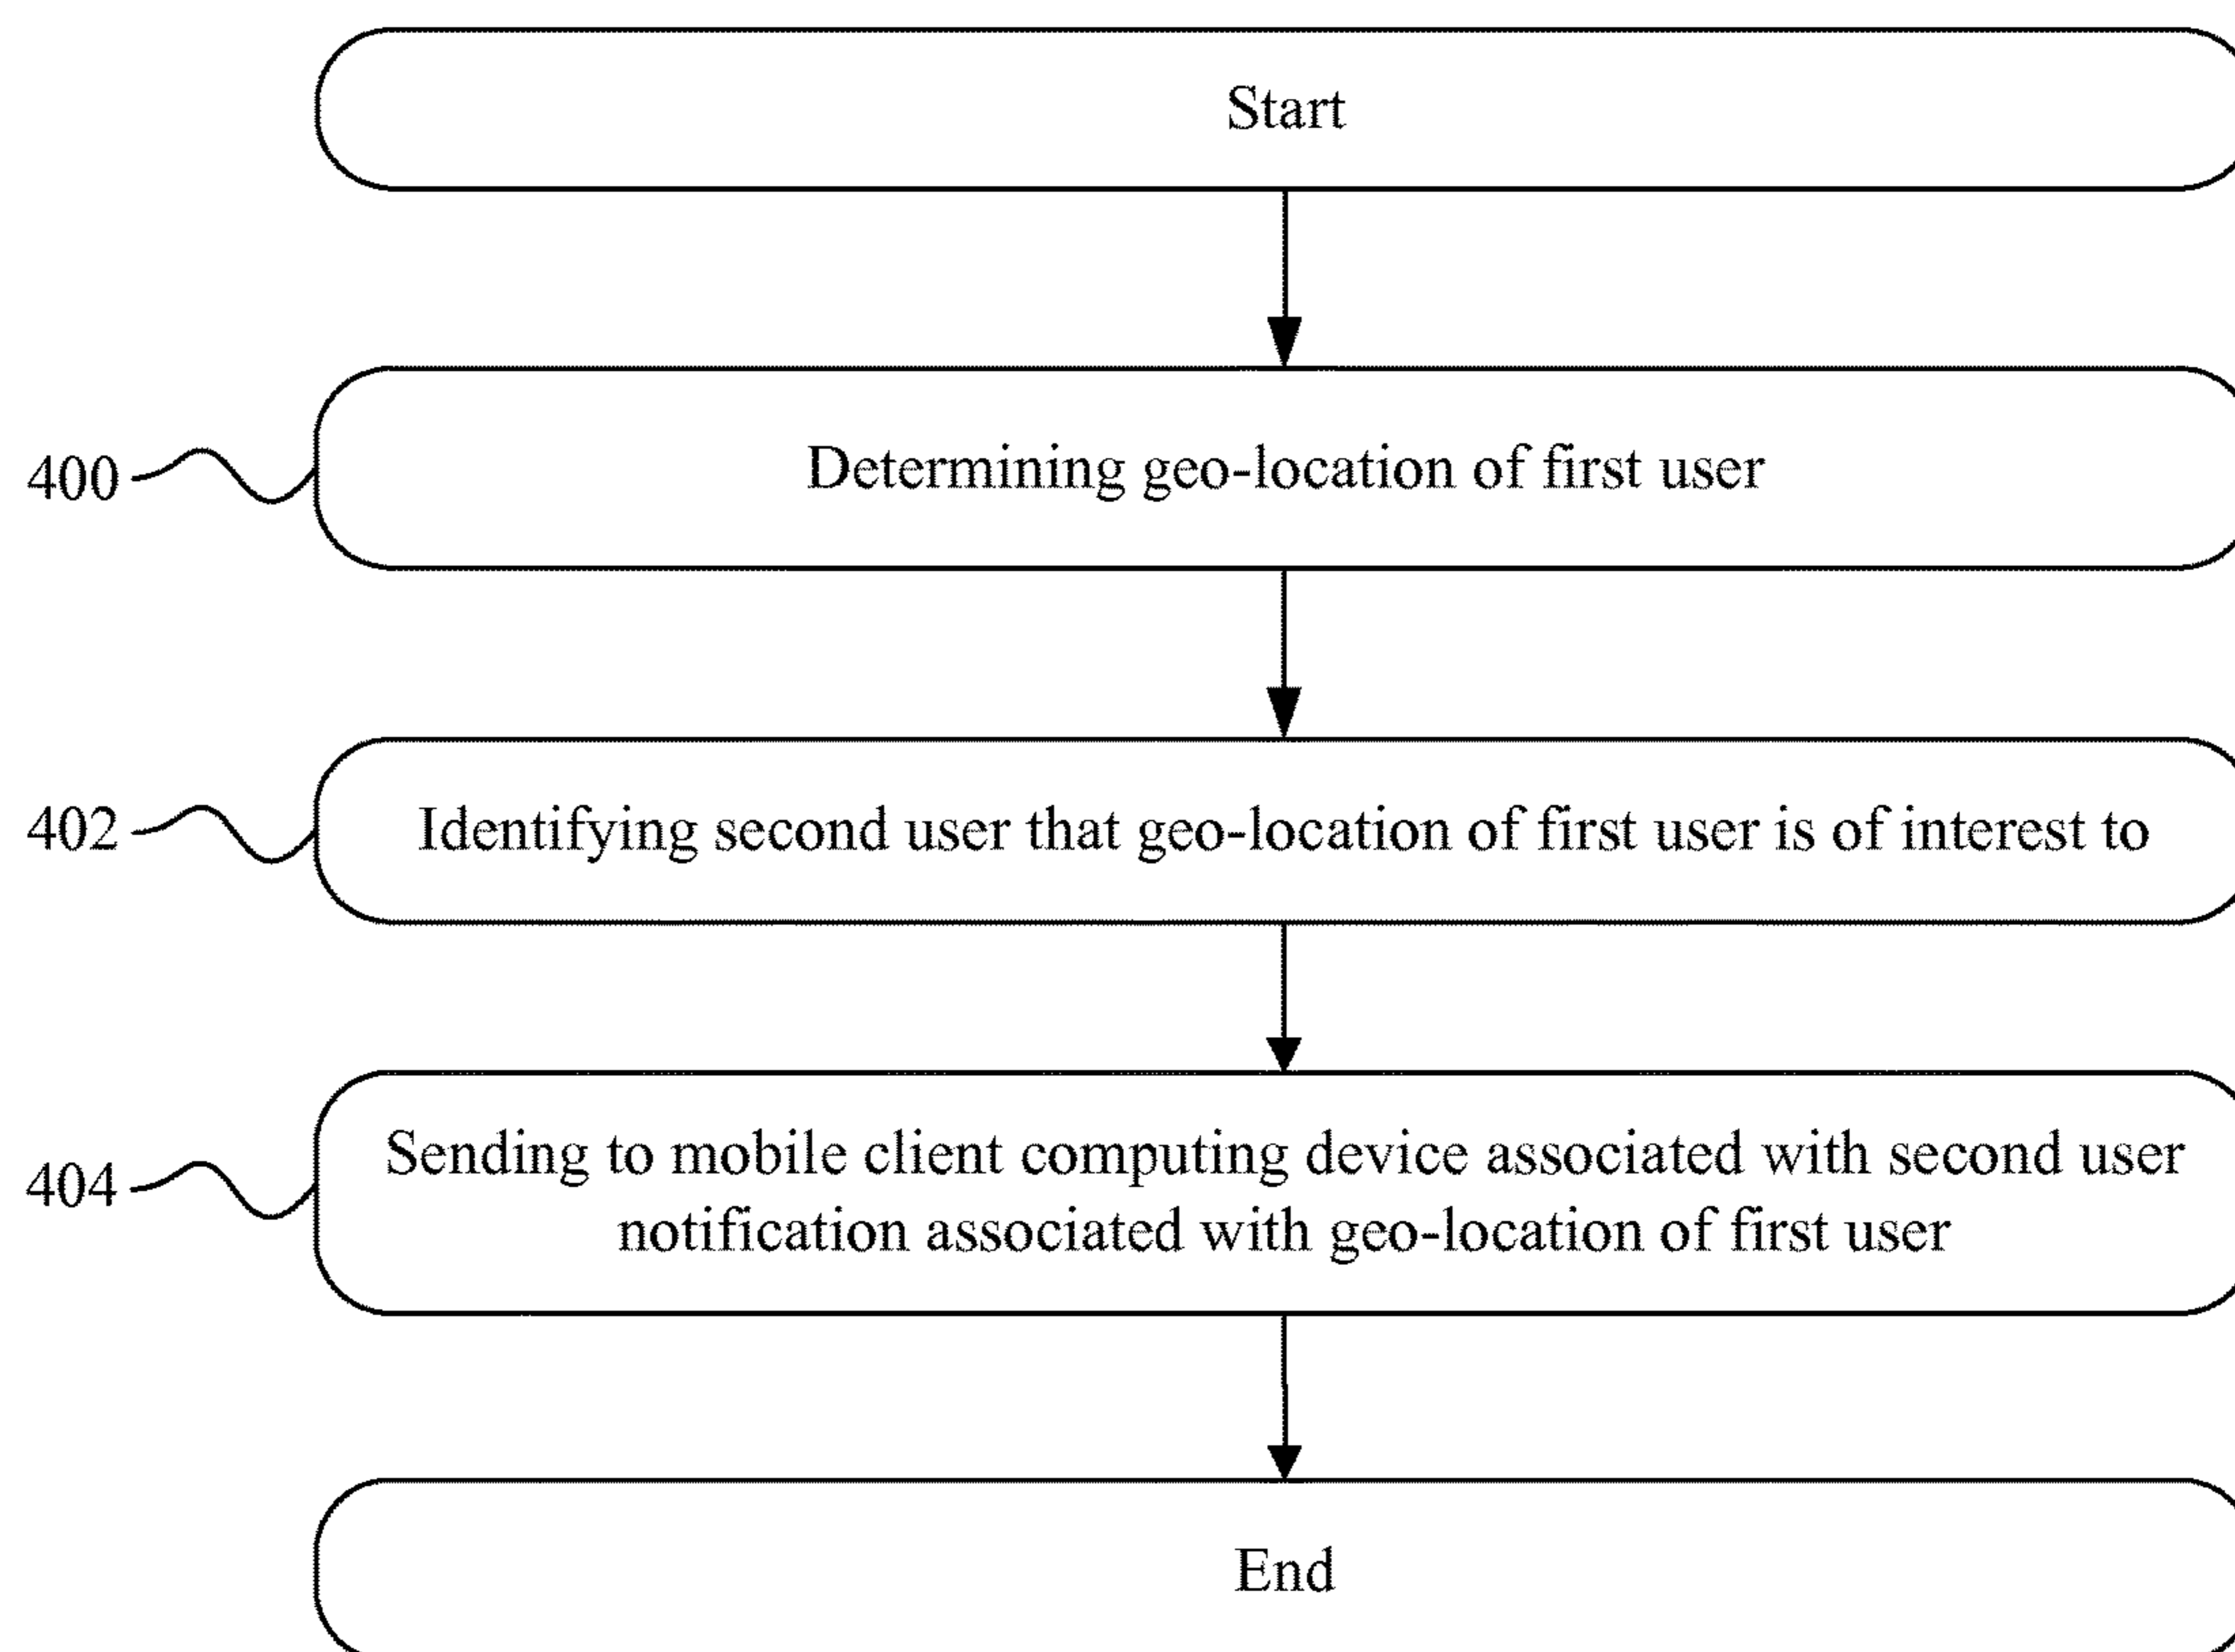 Start
400
Determining geo-location of first user
402
Identifying second user that geo-location of first user is of interest to
404
Sending to mobile client computing device associated with second user
notification associated with geo-location of first user
End